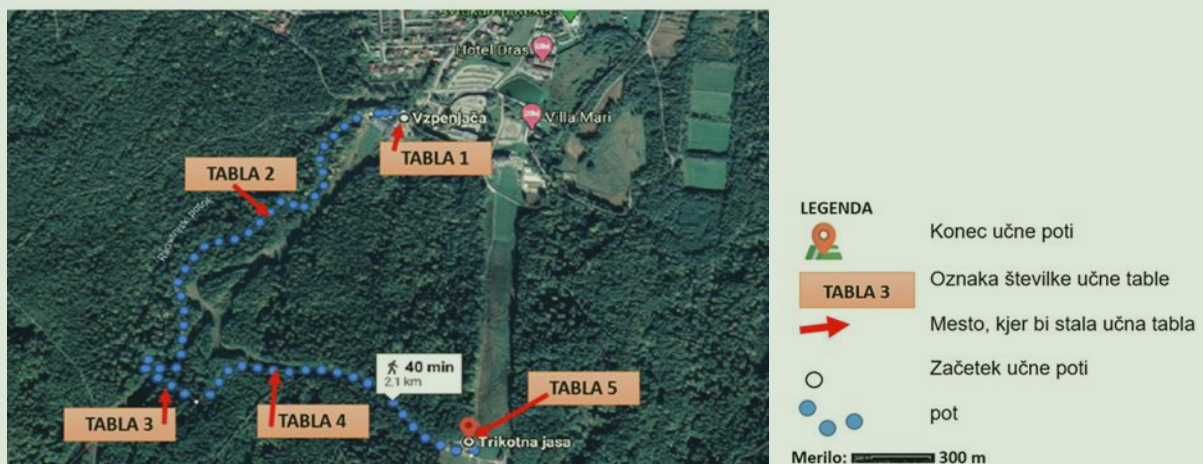 Hotel Dras
Vzpenjača
Villa Mari
TABLA 1
TABLA 2
40 min
2.1 km
TABLA 5
TABLA 3
TABLA 4
Trikotna jasa
LEGENDA
Konec učne poti
TABLA 3
Oznaka številke učne table
Mesto, kjer bi stala učna tabla
Začetek učne poti
pot
Merilo: 300 m